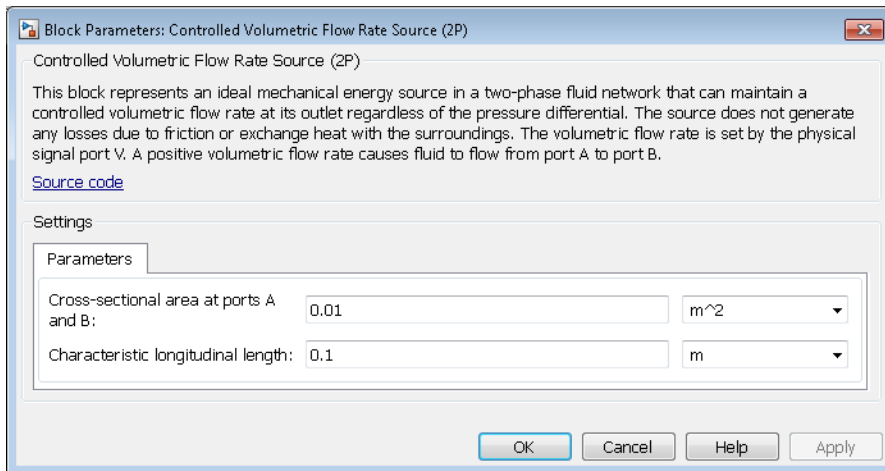 Block Parameters: Controlled Volumetric Flow Rate Source (2P)
Controlled Volumetric Flow Rate Source (2P)
This block represents an ideal mechanical energy source in a two-phase fluid network that can maintain a
controlled volumetric flow rate at its outlet regardless of the pressure differential. The source does not generate
any losses due to friction or exchange heat with the surroundings. The volumetric flow rate is set by the physical
signal port V. A positive volumetric flow rate causes fluid to flow from port A to port B.
Source code
Settings
Parameters
Cross-sectional area at ports A
and B: 0.01 m^2
Characteristic longitudinal length: 0.1 m
OK Cancel Help Apply